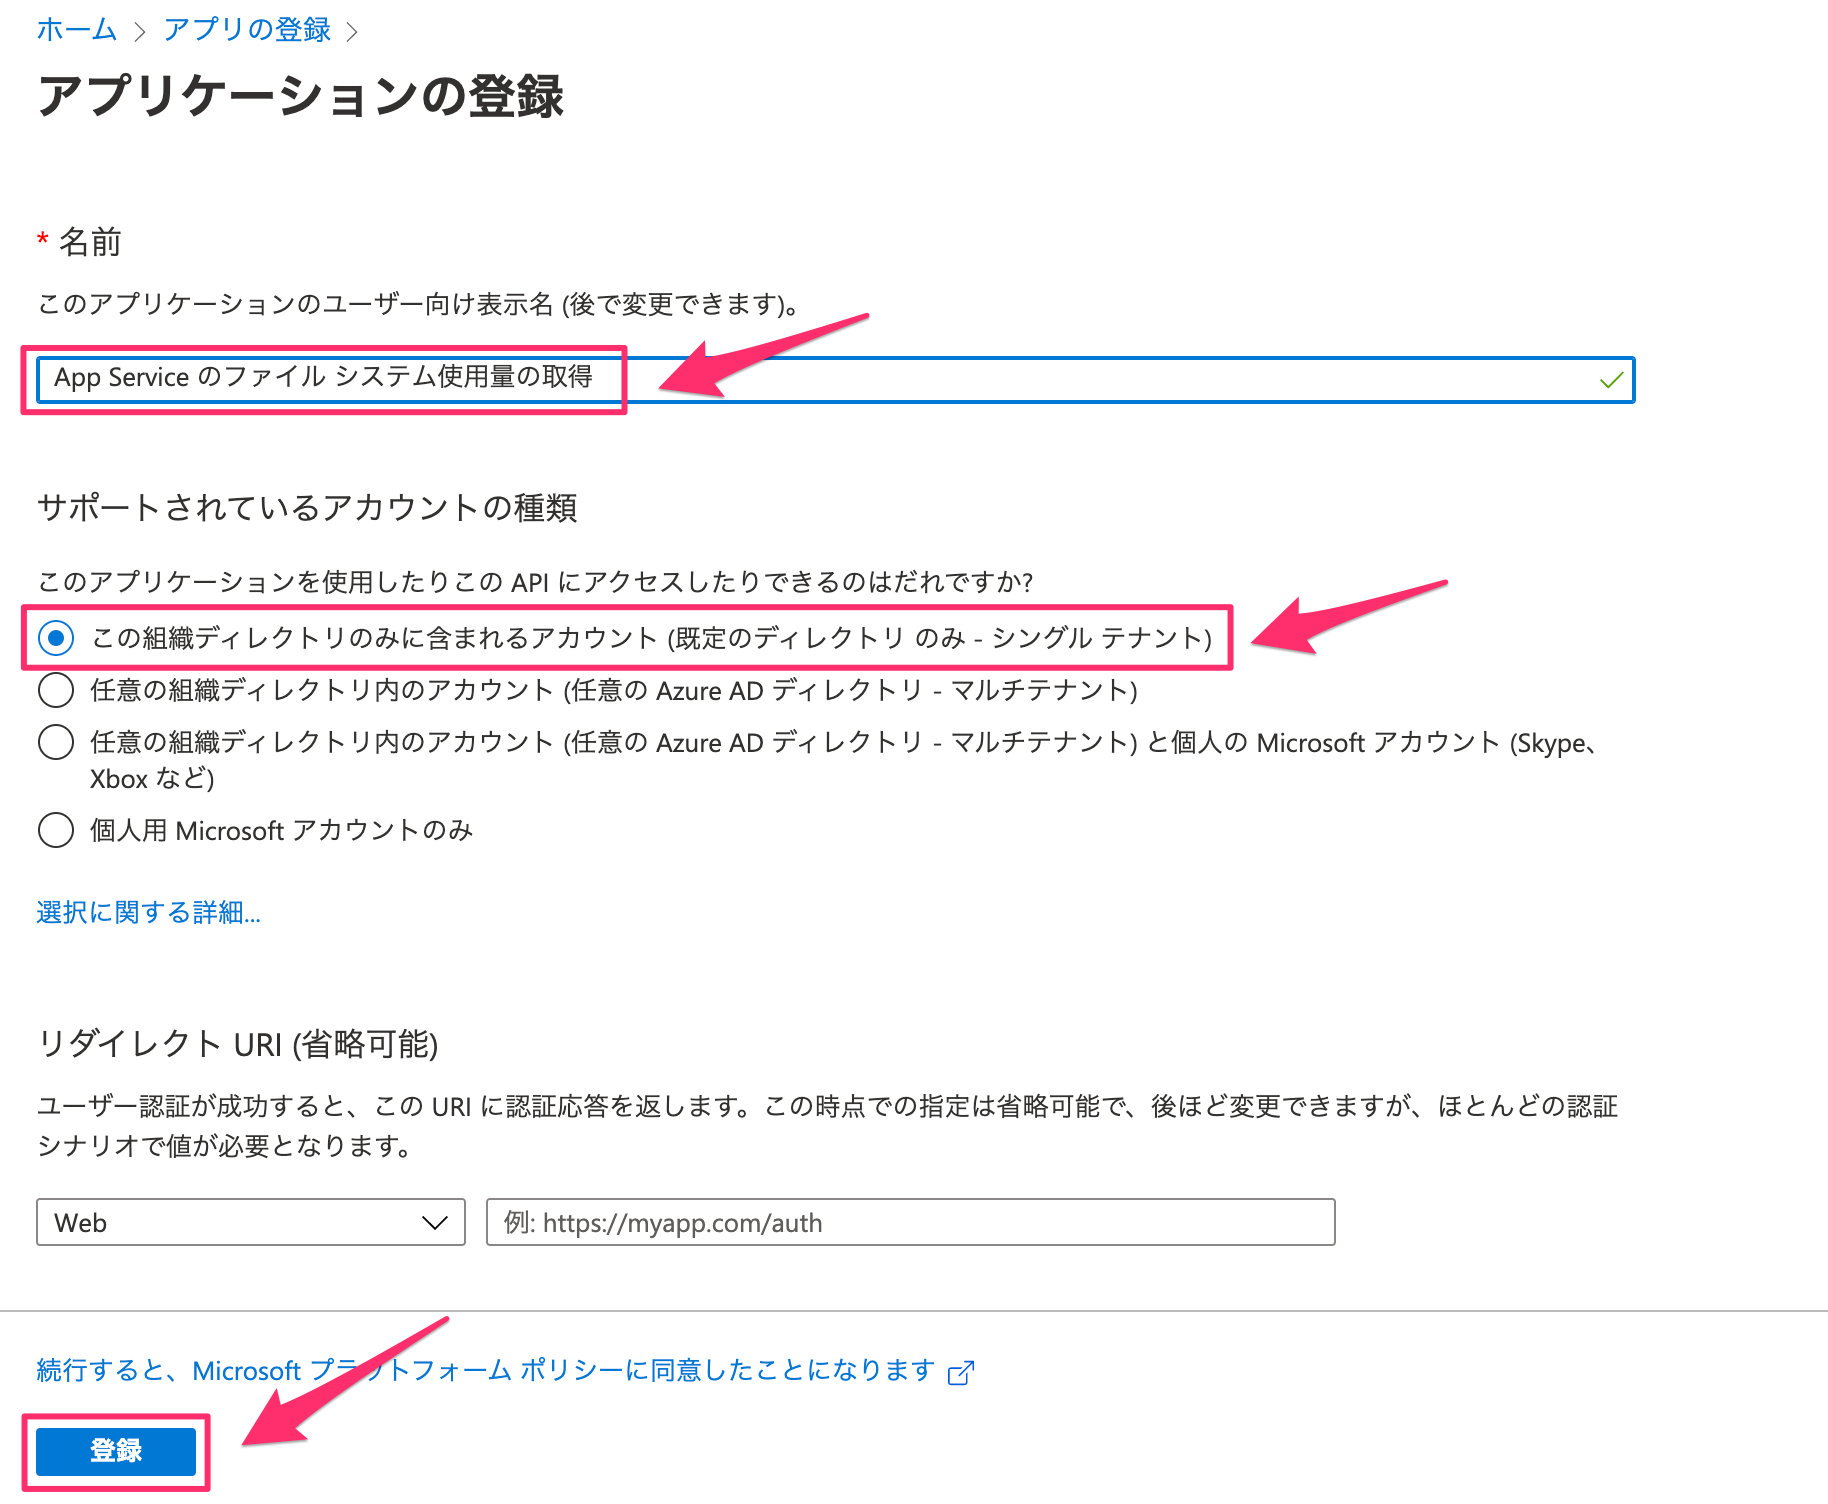 ホーム > アプリの登録 >
アプリケーションの登録
* 名前
このアプリケーションのユーザー向け表示名 (後で変更できます)。
App Service のファイル システム使用量の取得
サポートされているアカウントの種類
このアプリケーションを使用したりこの API にアクセスしたりできるのはだれですか?
この組織ディレクトリのみに含まれるアカウント (既定のディレクトリ のみ - シングル テナント)
任意の組織ディレクトリ内のアカウント (任意の Azure AD ディレクトリ - マルチテナント)
任意の組織ディレクトリ内のアカウント (任意の Azure AD ディレクトリ - マルチテナント) と個人の Microsoft アカウント (Skype、
Xbox など)
個人用 Microsoft アカウントのみ
選択に関する詳細...
リダイレクト URI (省略可能)
ユーザー認証が成功すると、この URI に認証応答を返します。この時点での指定は省略可能で、後ほど変更できますが、ほとんどの認証
シナリオで値が必要となります。
Web
例: https://myapp.com/auth
続行すると、Microsoft プラットフォーム ポリシーに同意したことになります
登録